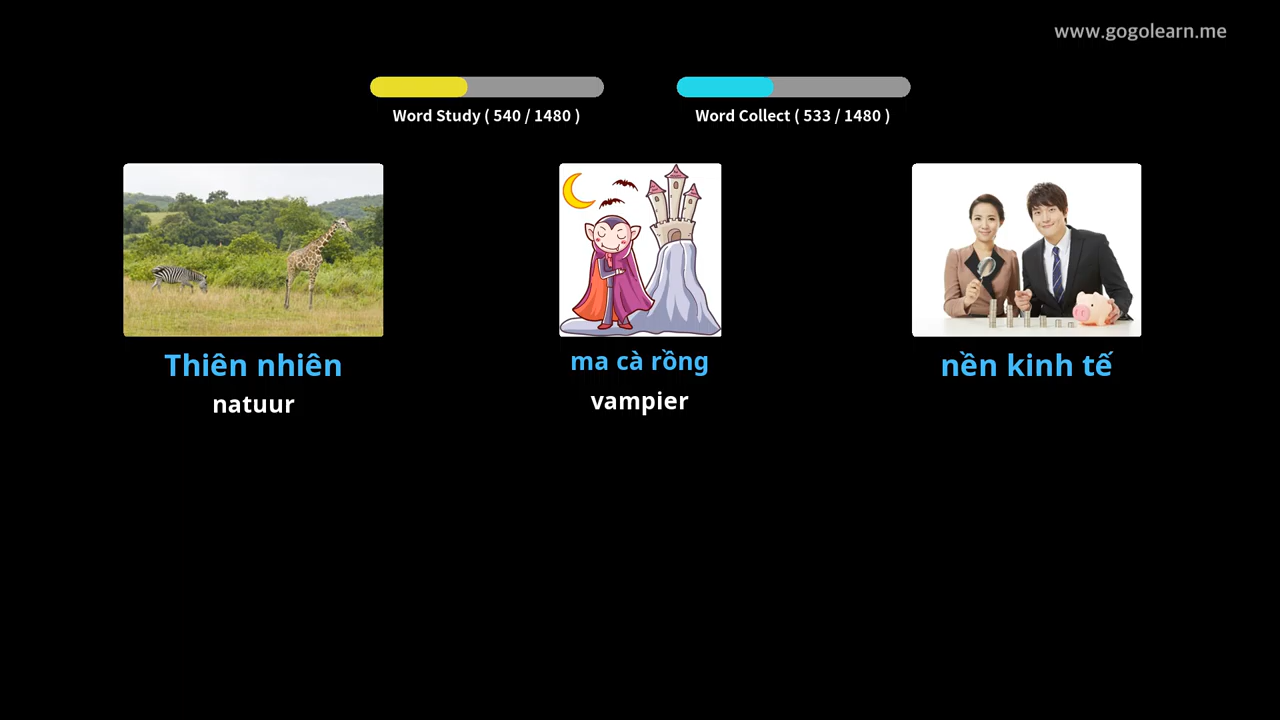 www.gogolearn.me
Word Study ( 540 / 1480 )
Word Collect ( 533 / 1480 )
Thiên nhiên
natuur
ma cà rồng
vampier
nền kinh tế